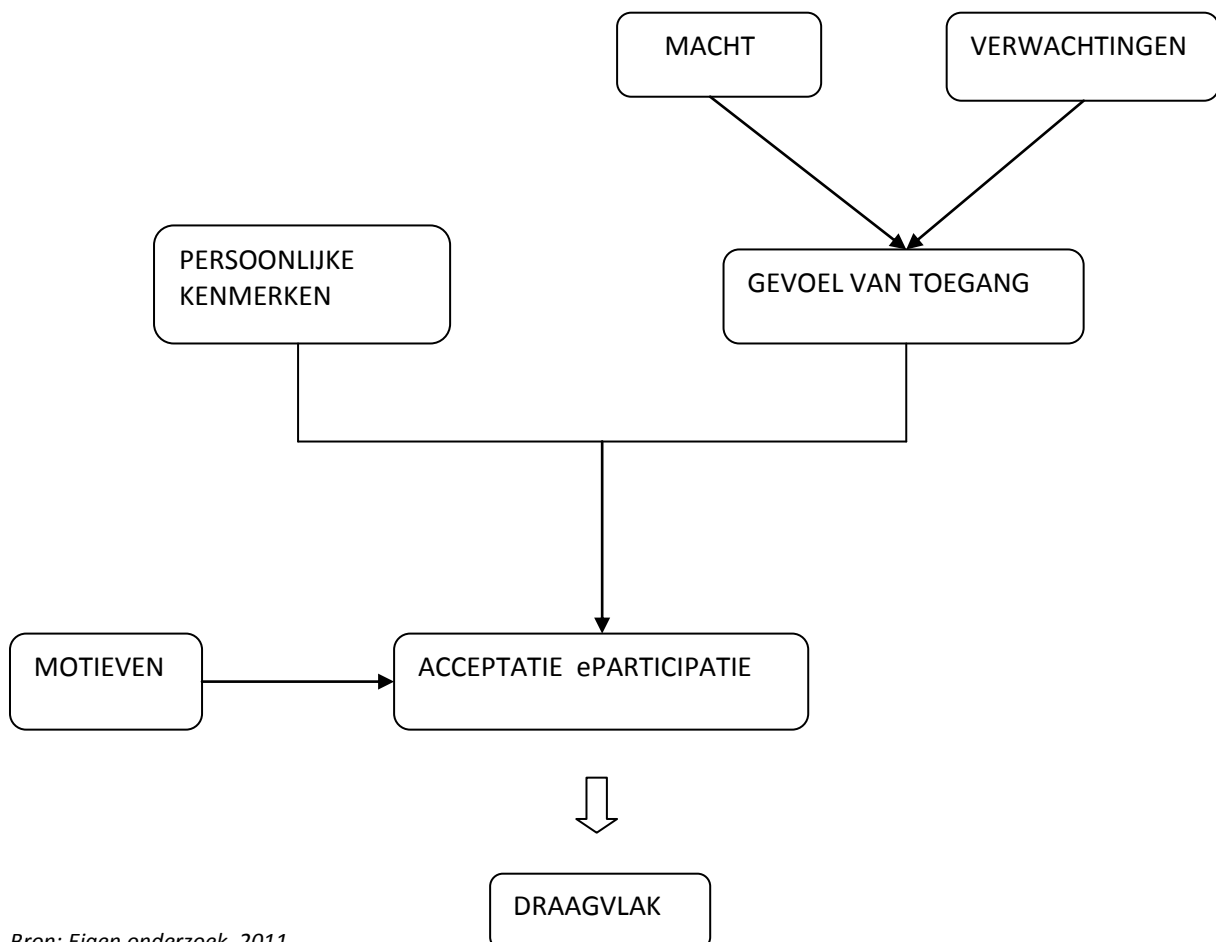 MACHT
VERWACHTINGEN
PERSOONLIJKE
KENMERKEN
GEVOEL VAN TOEGANG
MOTIEVEN
ACCEPTATIE ePARTICIPATIE
DRAAGVLAK
Bron: Eigen onderzoek, 2011